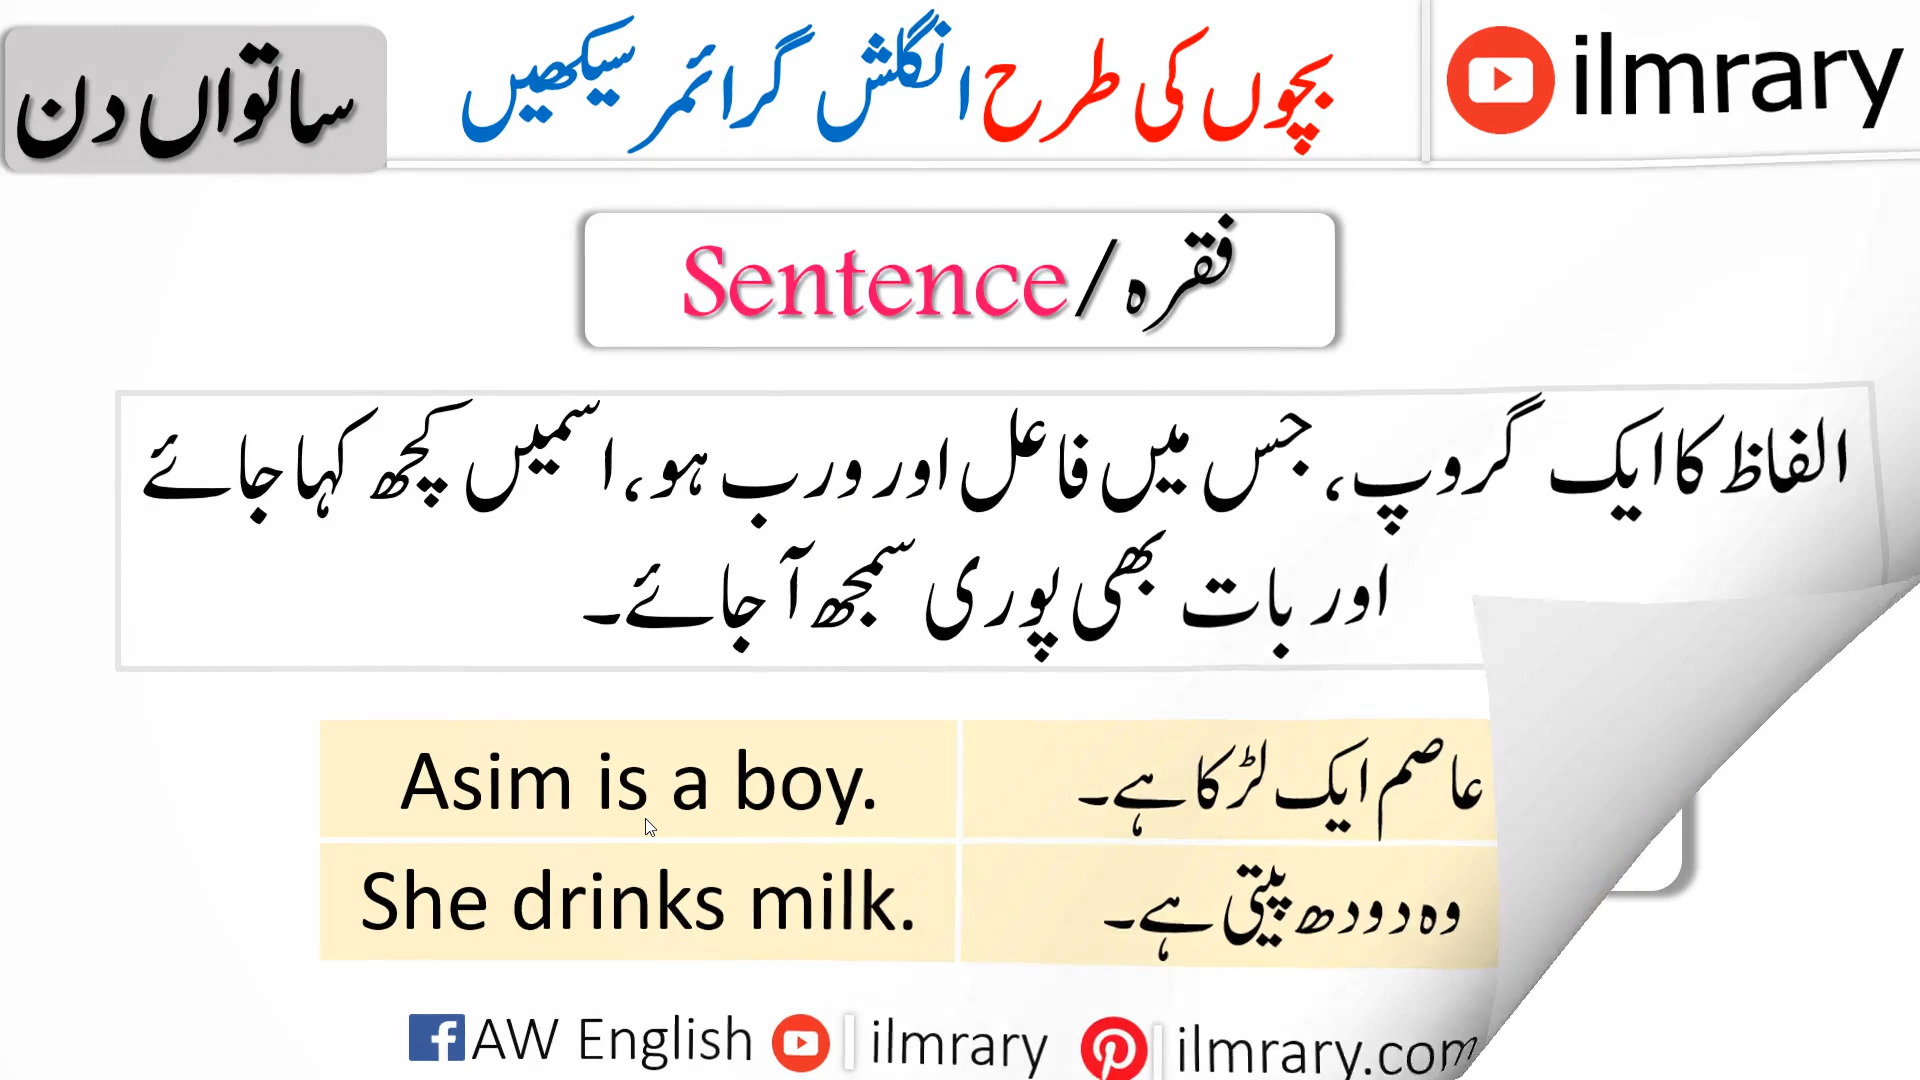 ساتواں دن
بچوں کی طرح انگلش گرائمر سیکھیں
ilmrary
فقرہ/Sentence
الفاظ کا ایک گروپ، جس میں فاعل اور ورب ہو، اسمیں کچھ کہا جائے
اور بات بھی پوری سمجھ آ جائے۔
Asim is a boy.
عاصم ایک لڑکا ہے۔
She drinks milk.
وہ دودھ پیتی ہے۔
AW English | ilmrary | ilmrary.com